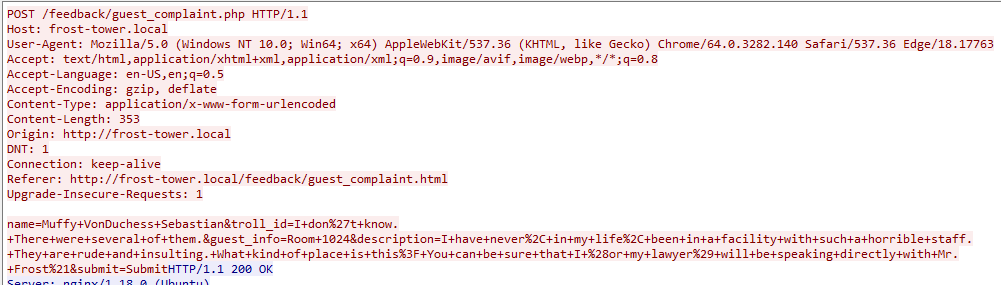 POST /feedback/guest_complaint.php HTTP/1.1
Host: frost-tower.local
User-Agent: Mozilla/5.0 (Windows NT 10.0; Win64; x64) AppleWebKit/537.36 (KHTML, like Gecko) Chrome/64.0.3282.140 Safari/537.36 Edge/18.17763
Accept: text/html,application/xhtml+xml,application/xml;q=0.9,image/avif,image/webp,*/*;q=0.8
Accept-Language: en-US,en;q=0.5
Accept-Encoding: gzip, deflate
Content-Type: application/x-www-form-urlencoded
Content-Length: 353
Origin: http://frost-tower.local
DNT: 1
Connection: keep-alive
Referer: http://frost-tower.local/feedback/guest_complaint.html
Upgrade-Insecure-Requests: 1
name=Muffy+VonDuchess+Sebastian&troll_id=I+don%27t+know.
+There+were+several+of+them.&guest_info=Room+1024&description=I+have+never%2C+in+my+life%2C+been+in+a+facility+with+such+a+horrible+staff.
+They+are+rude+and+insulting.+What+kind+of+place+is+this%3F+You+can+be+sure+that+I+%28or+my+lawyer%29+will+be+speaking+directly+with+Mr.
+Frost%21&submit=SubmitHTTP/1.1 200 OK
Server: nginx/1.18.0 (Ubuntu)